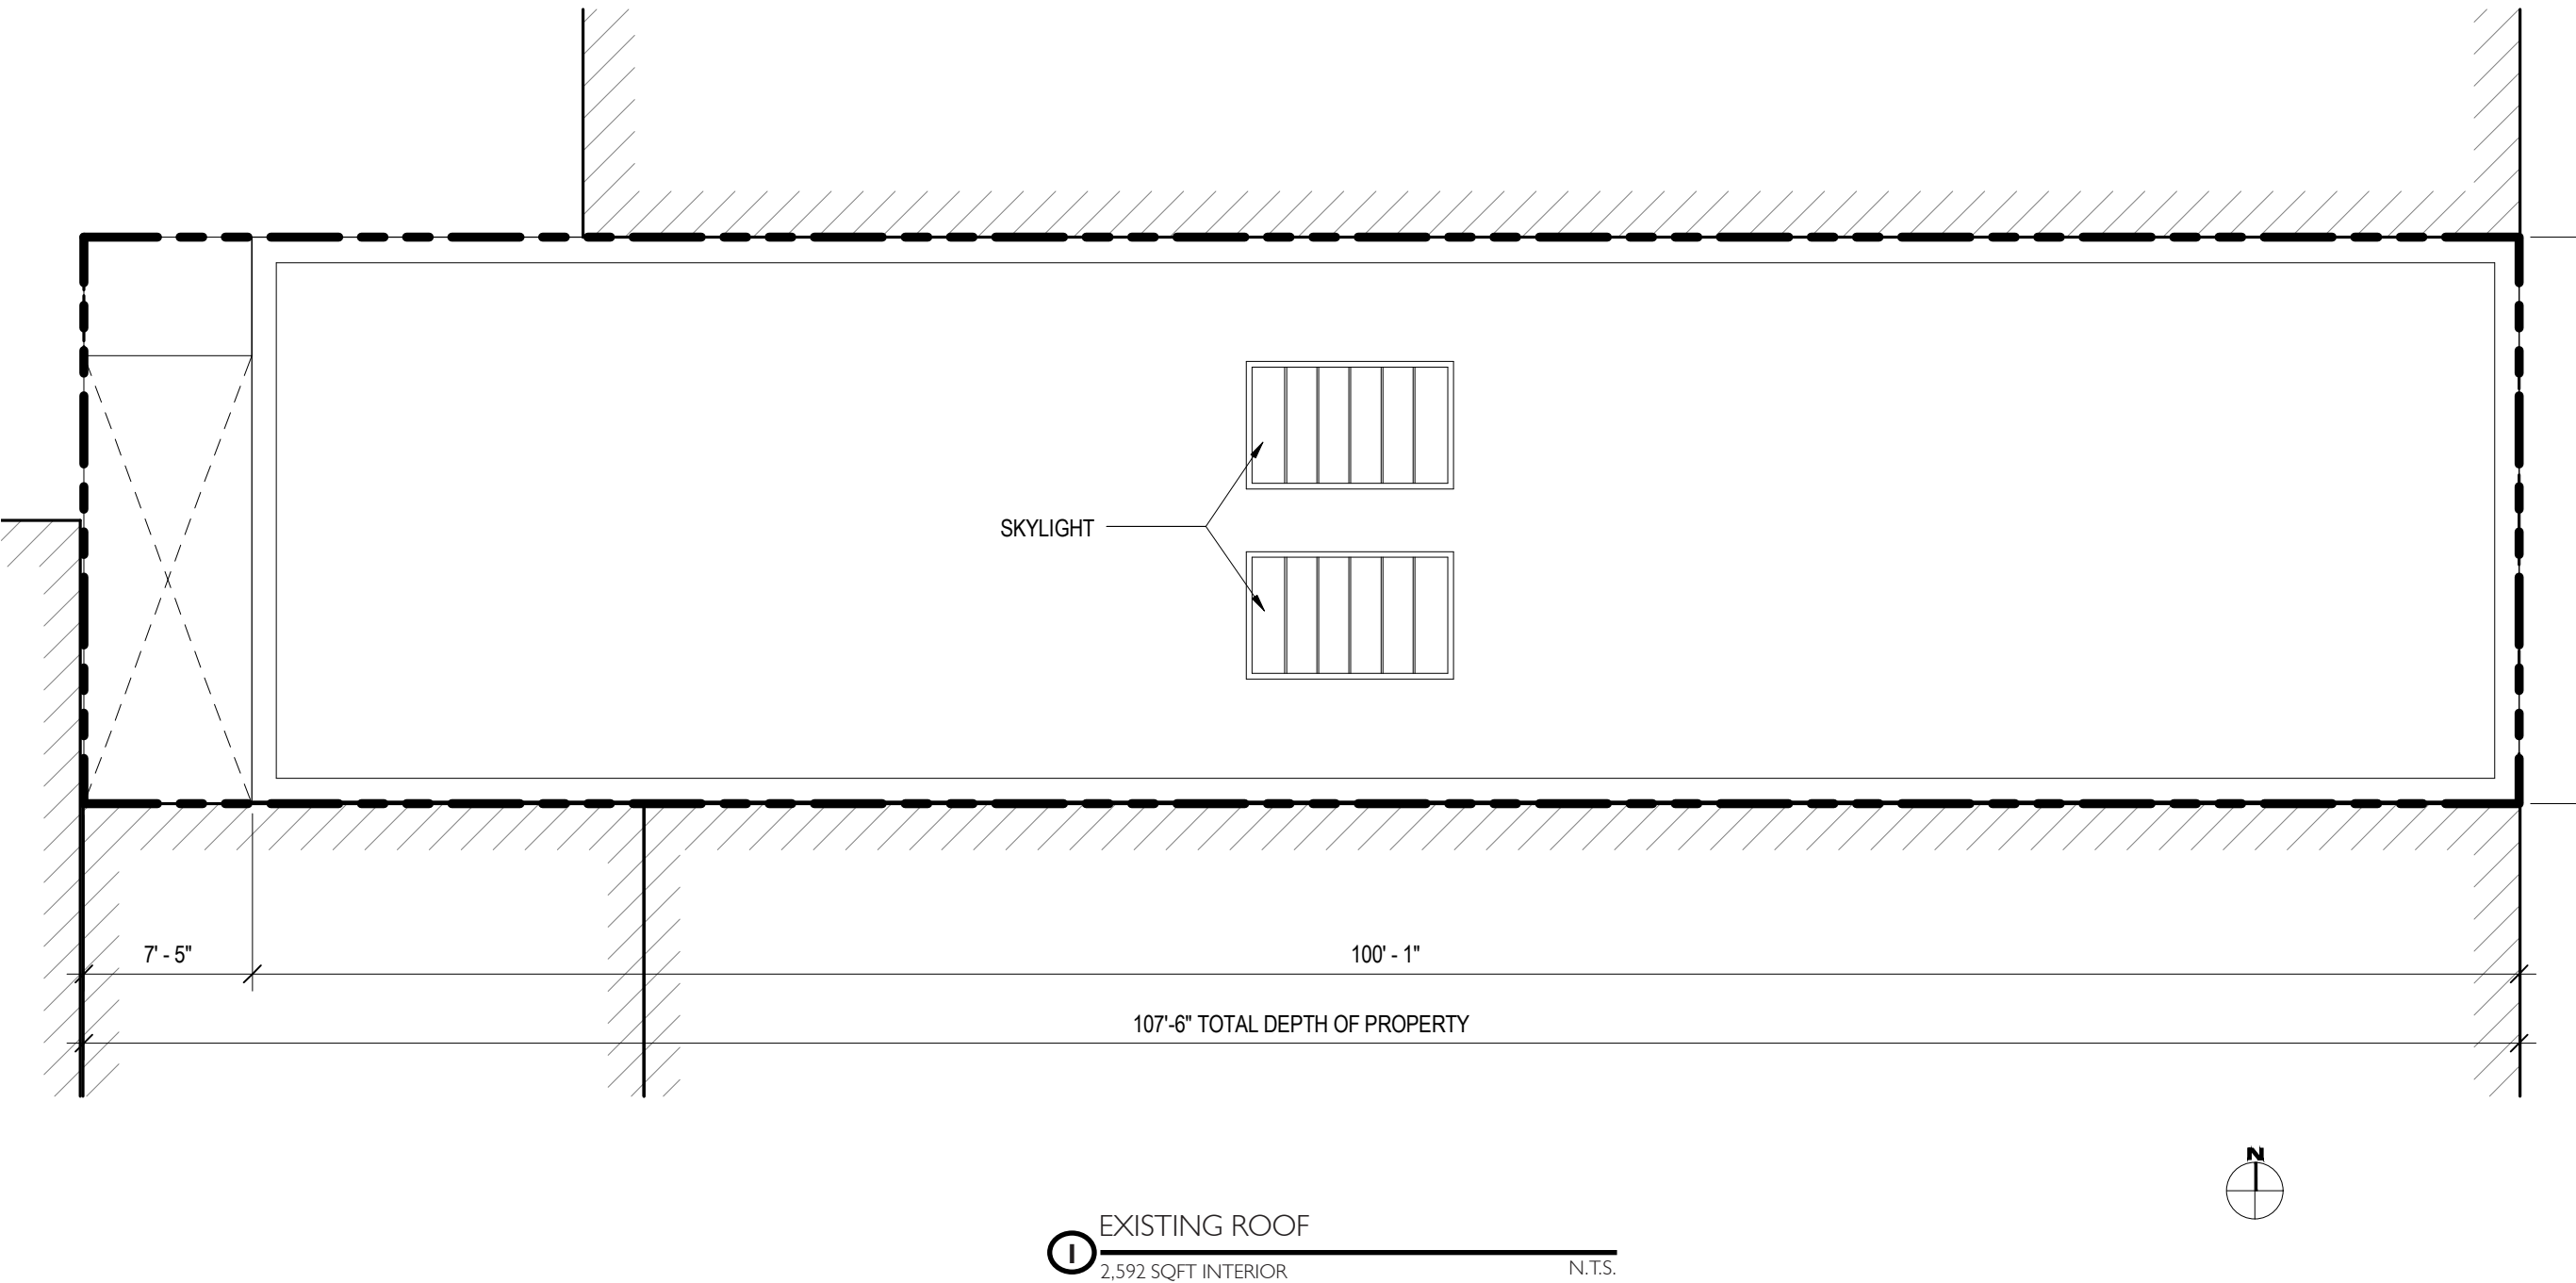 SKYLIGHT
7' - 5"
100' - 1"
107'-6" TOTAL DEPTH OF PROPERTY
N
1
EXISTING ROOF
2,592 SQFT INTERIOR
N.T.S.